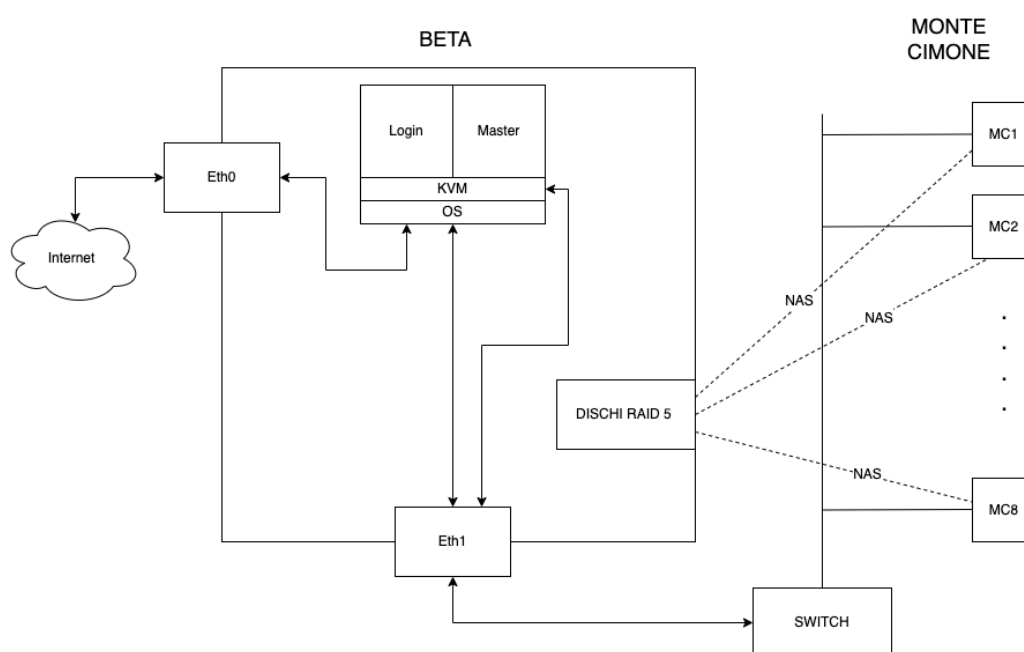 BETA
MONTE
CIMONE
Login
Master
MC1
Eth0
KVM
OS
MC2
Internet
NAS
NAS
DISCHI RAID 5
NAS
MC8
Eth1
SWITCH